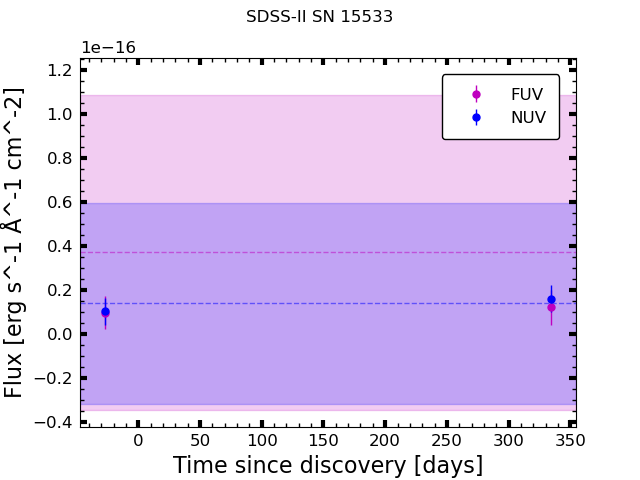 SDSS-II SN 15533
1e−16
1.2
1.0
0.8
0.6
0.4
0.2
0.0
−0.2
−0.4
Flux [erg s^-1 Å^-1 cm^-2]
FUV
NUV
0 50 100 150 200 250 300 350
Time since discovery [days]